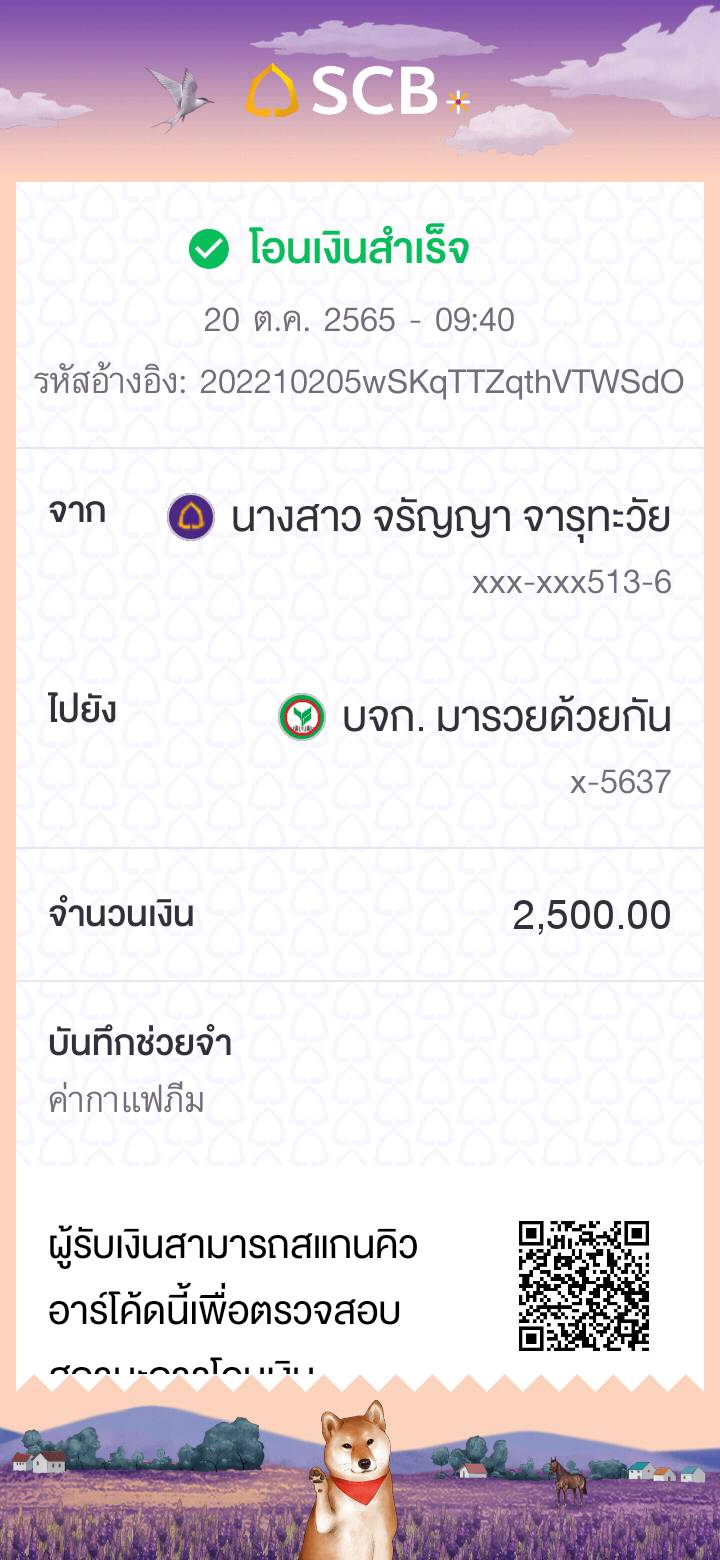 SCB
โอนเงินสำเร็จ
20 ต.ค. 2565 - 09:40
รหัสอ้างอิง: 202210205wSKqTTZqthVTWSdO
จาก
นางสาว จรัญญา จารุทะวัย
xxx-xxx513-6
ไปยัง
บจก. มารวยด้วยกัน
x-5637
จำนวนเงิน
2,500.00
บันทึกช่วยจำ
ค่ากาแฟภีม
ผู้รับเงินสามารถสแกนคิว
อาร์โค้ดนี้เพื่อตรวจสอบ